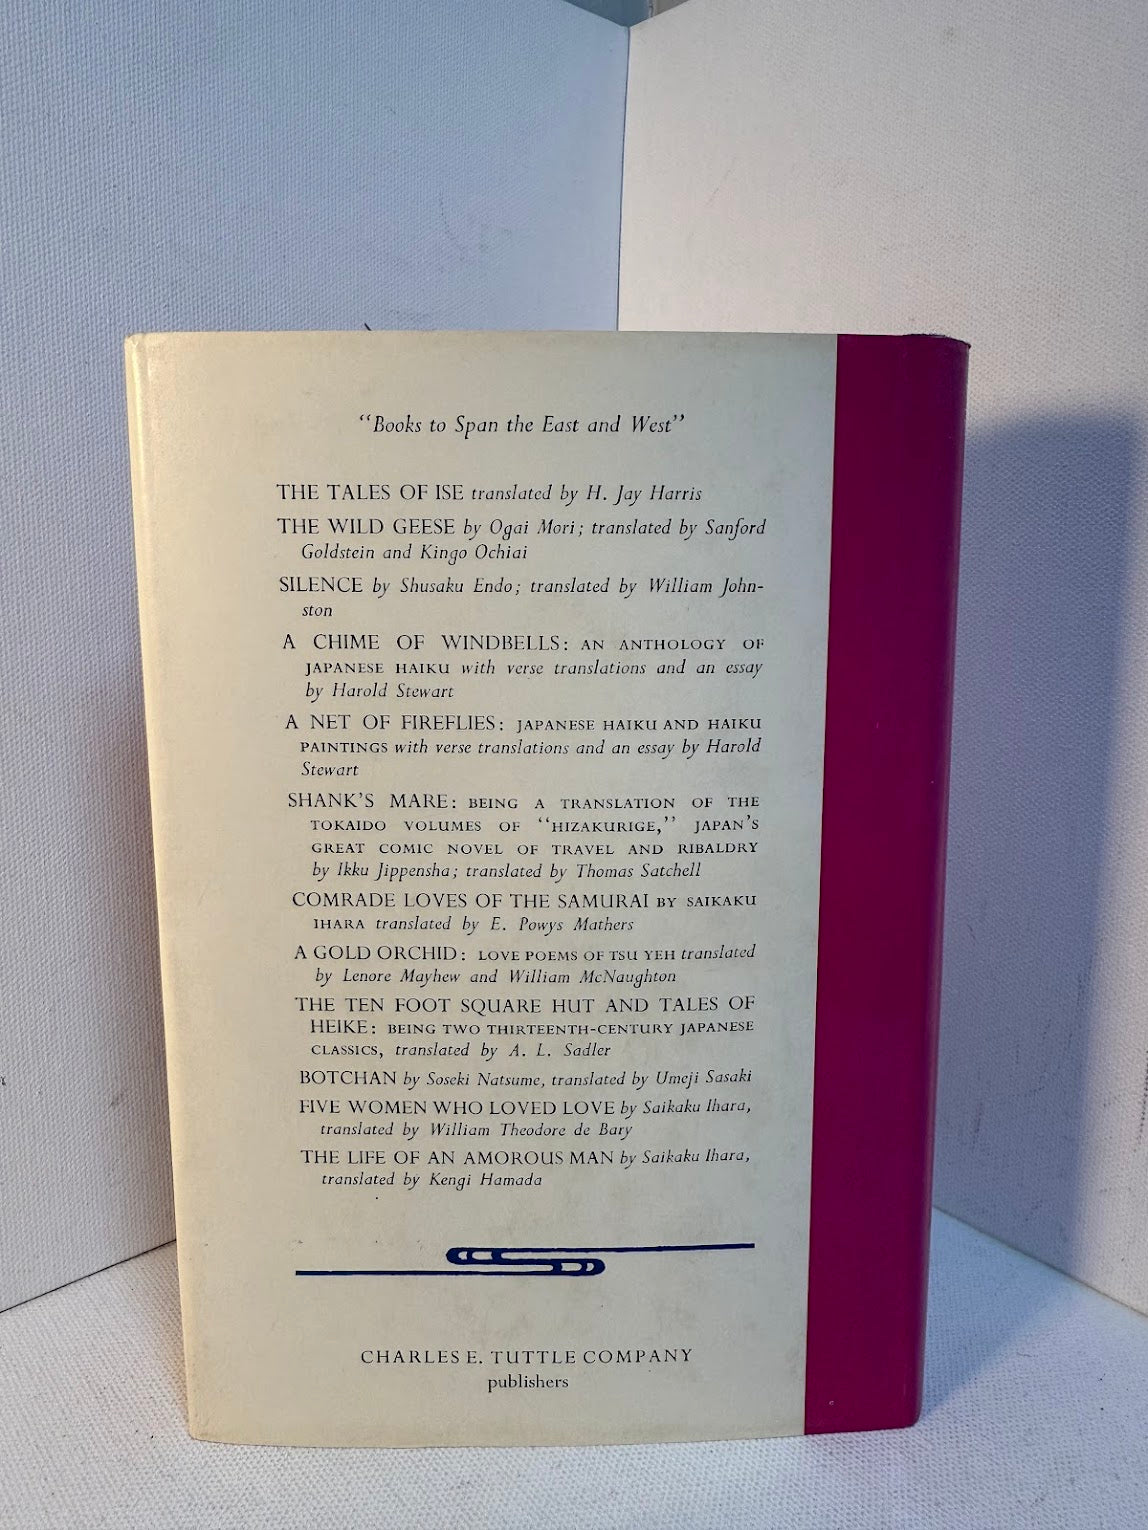 “Books to Span the East and West”
THE TALES OF ISE translated by H. Jay Harris
THE WILD GEESE by Ogai Mori; translated by Sanford
Goldstein and Kingo Ochiai
SILENCE by Shusaku Endo; translated by William John-
ston
A CHIME OF WINDBELLS: AN ANTHOLOGY OF
JAPANESE HAIKU with verse translations and an essay
by Harold Stewart
A NET OF FIREFLIES: JAPANESE HAIKU AND HAIKU
PAINTINGS with verse translations and an essay by Harold
Stewart
SHANK’S MARE: BEING A TRANSLATION OF THE
TOKAIDO VOLUMES OF “HIZAKURIGE,” JAPAN’S
GREAT COMIC NOVEL OF TRAVEL AND RIBALDRY
by Ikku Jippensha; translated by Thomas Satchell
COMRADE LOVES OF THE SAMURAI BY SAIKAKU
IHARA translated by E. Powys Mathers
A GOLD ORCHID: LOVE POEMS OF TSU YEH translated
by Lenore Mayhew and William McNaughton
THE TEN FOOT SQUARE HUT AND TALES OF
HEIKE: BEING TWO THIRTEENTH-CENTURY JAPANESE
CLASSICS, translated by A. L. Sadler
BOTCHAN by Soseki Natsume, translated by Umeji Sasaki
FIVE WOMEN WHO LOVED LOVE by Saikaku Ihara,
translated by William Theodore de Bary
THE LIFE OF AN AMOROUS MAN by Saikaku Ihara,
translated by Kengi Hamada
CHARLES E. TUTTLE COMPANY
publishers